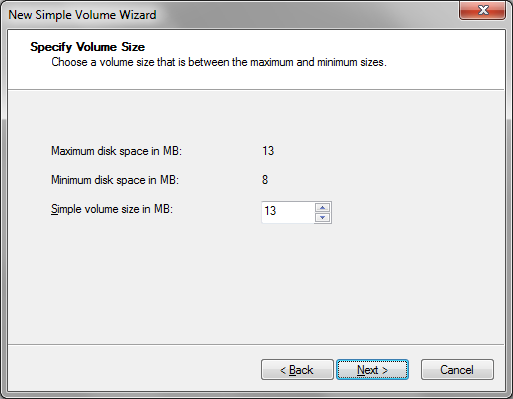 New Simple Volume Wizard
Specify Volume Size
Choose a volume size that is between the maximum and minimum sizes.
Maximum disk space in MB: 13
Minimum disk space in MB: 8
Simple volume size in MB: 13
< Back Next > Cancel